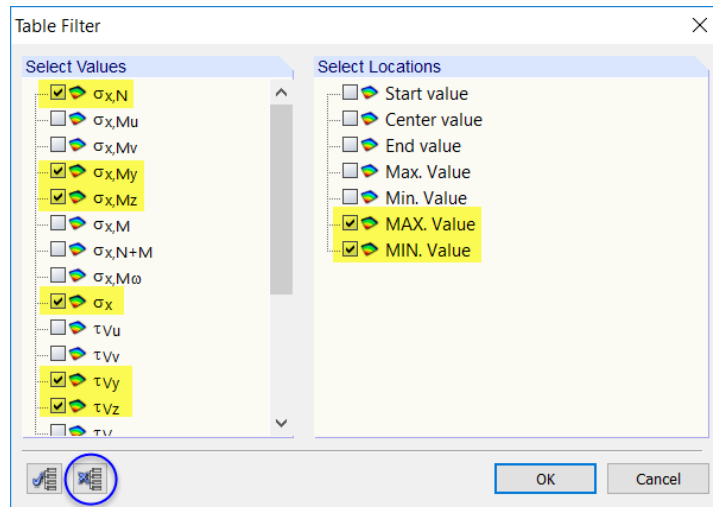 Table Filter
Select Values
σx,N
σx,Mu
σx,Mv
σx,My
σx,Mz
σx,M
σx,N+M
σx,Mω
σx
τVu
τVv
τVy
τVz
Select Locations
Start value
Center value
End value
Max. Value
Min. Value
MAX. Value
MIN. Value
OK
Cancel